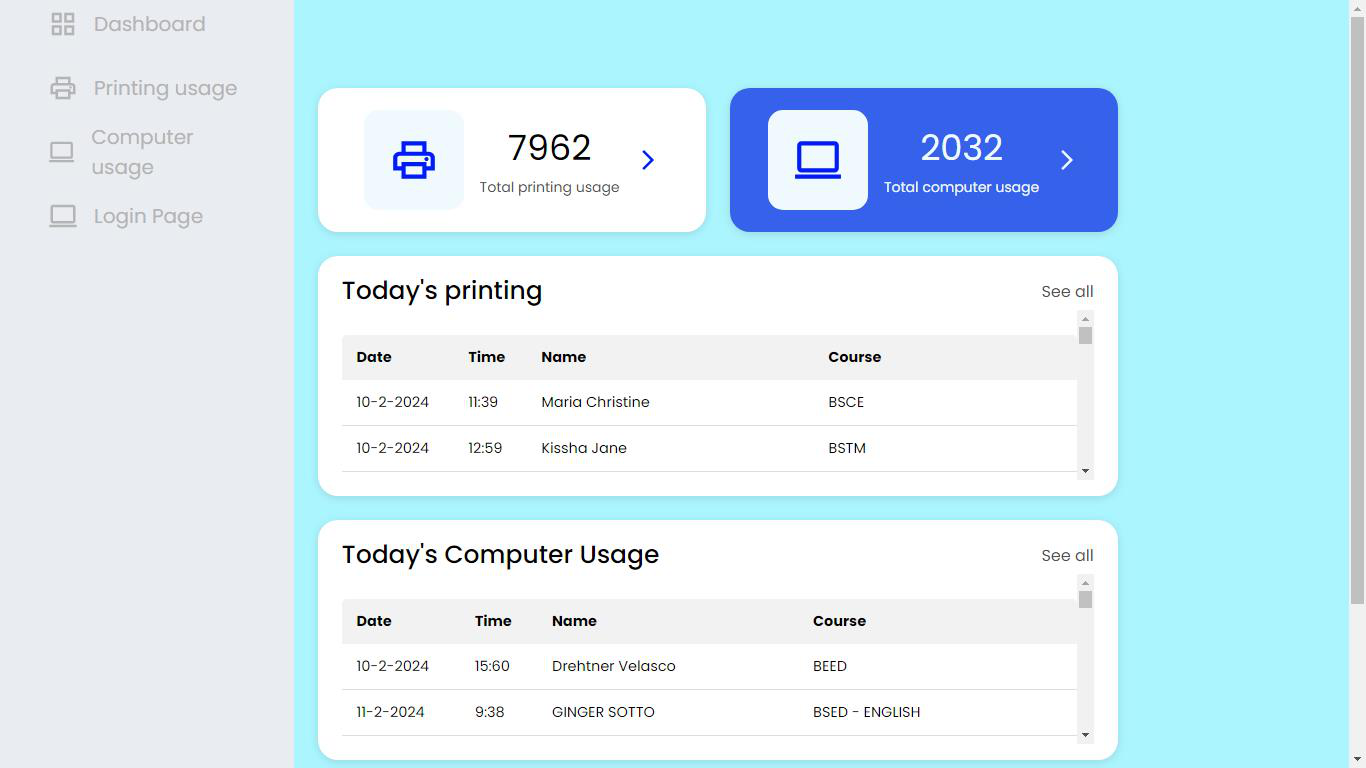 Dashboard
Printing usage
Computer
usage
Login Page
7962
Total printing usage
2032
Total computer usage
Today's printing
See all
Date Time Name Course
10-2-2024 11:39 Maria Christine BSCE
10-2-2024 12:59 Kissha Jane BSTM
Today's Computer Usage
See all
Date Time Name Course
10-2-2024 15:60 Drehtner Velasco BEED
11-2-2024 9:38 GINGER SOTTO BSED - ENGLISH